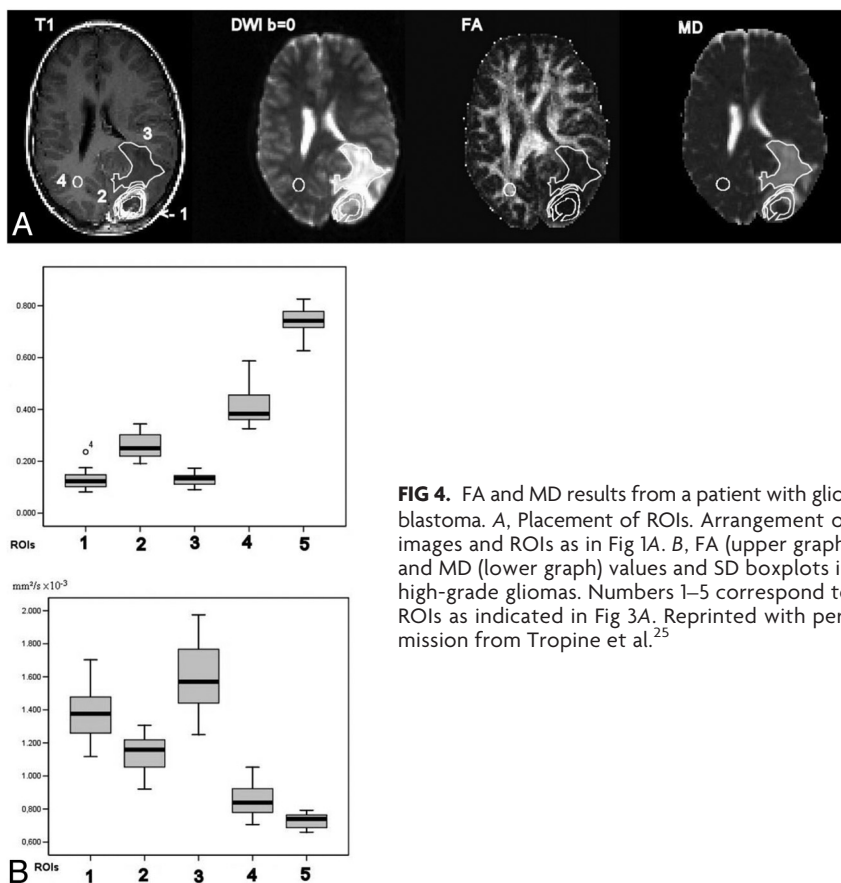 T1 DWI b=0 FA MD
3
4
2
1
A
0.800
0.600
0.400
0.200
0.000
4
ROIs 1 2 3 4 5
FIG 4. FA and MD results from a patient with glio
blastoma. A, Placement of ROIs. Arrangement o
images and ROIs as in Fig 1A. B, FA (upper graph
and MD (lower graph) values and SD boxplots i
high-grade gliomas. Numbers 1–5 correspond to
ROIs as indicated in Fig 3A. Reprinted with per
mission from Tropine et al.25
mm²/s ×10⁻³
2.000
1.800
1.600
1.400
1.200
1.000
0,800
0,600
B ROIs 1 2 3 4 5